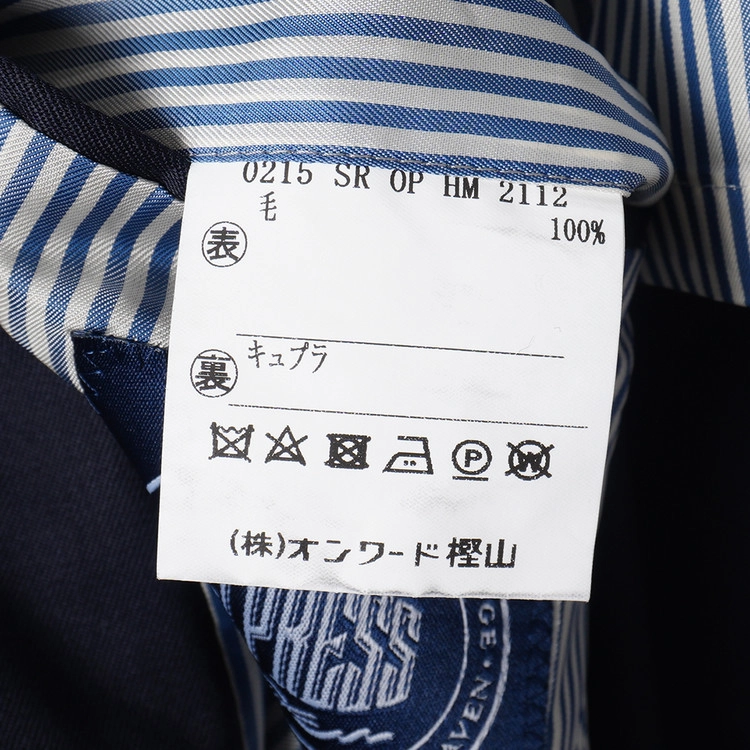 0215 SR OP HM 2112
表 毛 100%
裏 キュプラ
P W
(株)オンワード樫山
PRESS